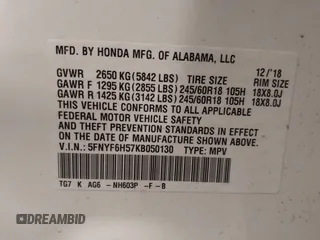 MFD. BY HONDA MFG. OF ALABAMA, LLC
12/'18
GVWR 2650 KG(5842 LBS) TIRE SIZE RIM SIZE
GAWR F 1295 KG(2855 LBS)245/60R18 105H 18X8.0J
GAWR R 1425 KG(3142 LBS)245/60R18 105H 18X8.0J
THIS VEHICLE CONFORMS TO ALL APPLICABLE
FEDERAL MOTOR VEHICLE SAFETY AND
THEFT PREVENTION STANDARDS IN EFFECT
ON THE DATE OF MANUFACTURE SHOWN ABOVE.
V.I.N.: 5FNYF6H57KB050130 TYPE: MPV
TG7 K AG6 -NH603P -F-B
AutoBidMaster